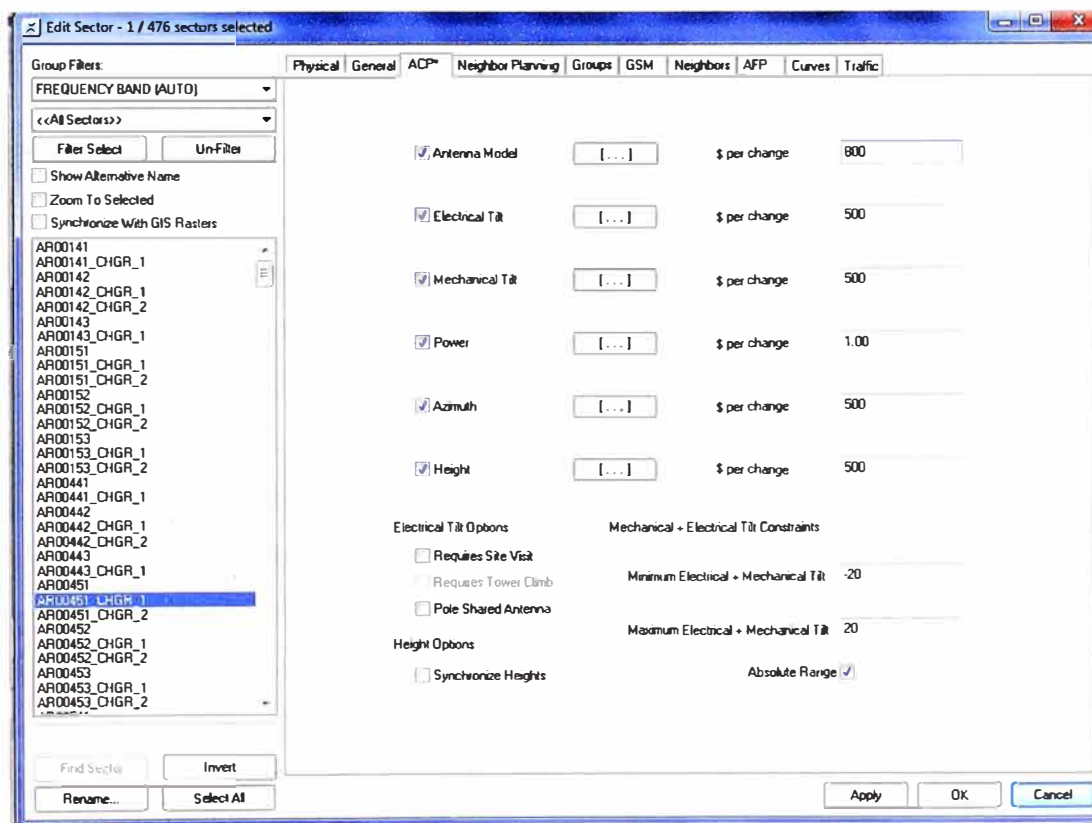 Edit Sector - 1 / 476 sectors selected
Group Filters:
FREQUENCY BAND (AUTO)
<<All Sectors>>
Filter Select Un-Filter
Show Alternative Name
Zoom To Selected
Synchronize With GIS Rasters
AR00141
AR00141_CHGR_1
AR00142
AR00142_CHGR_1
AR00142_CHGR_2
AR00143
AR00143_CHGR_1
AR00151
AR00151_CHGR_1
AR00151_CHGR_2
AR00152
AR00152_CHGR_1
AR00152_CHGR_2
AR00153
AR00153_CHGR_1
AR00153_CHGR_2
AR00441
AR00441_CHGR_1
AR00442
AR00442_CHGR_1
AR00442_CHGR_2
AR00443
AR00443_CHGR_1
AR00451
AR00451_CHGR_1
AR00451_CHGR_2
AR00452
AR00452_CHGR_1
AR00452_CHGR_2
AR00453
AR00453_CHGR_1
AR00453_CHGR_2
Find Sector Invert
Rename... Select All
Physical General ACP* Neighbor Planning Groups GSM Neighbors AFP Curves Traffic
Antenna Model [...] $ per change 800
Electrical Tilt [...] $ per change 500
Mechanical Tilt [...] $ per change 500
Power [...] $ per change 1.00
Azimuth [...] $ per change 500
Height [...] $ per change 500
Electrical Tilt Options
Requires Site Visit
Requires Tower Climb
Pole Shared Antenna
Height Options
Synchronize Heights
Mechanical + Electrical Tilt Constraints
Minimum Electrical + Mechanical Tilt -20
Maximum Electrical + Mechanical Tilt 20
Absolute Range
Apply OK Cancel